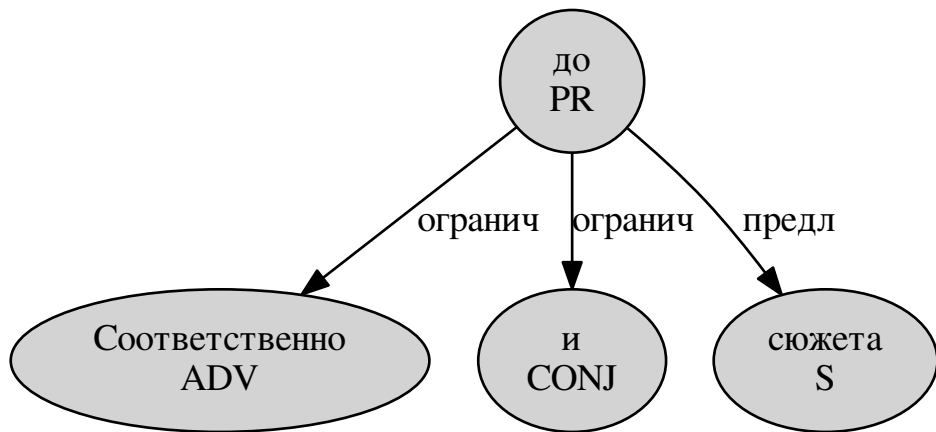 до
PR
огранич огранич предл
Соответственно и сюжета
ADV CONJ S